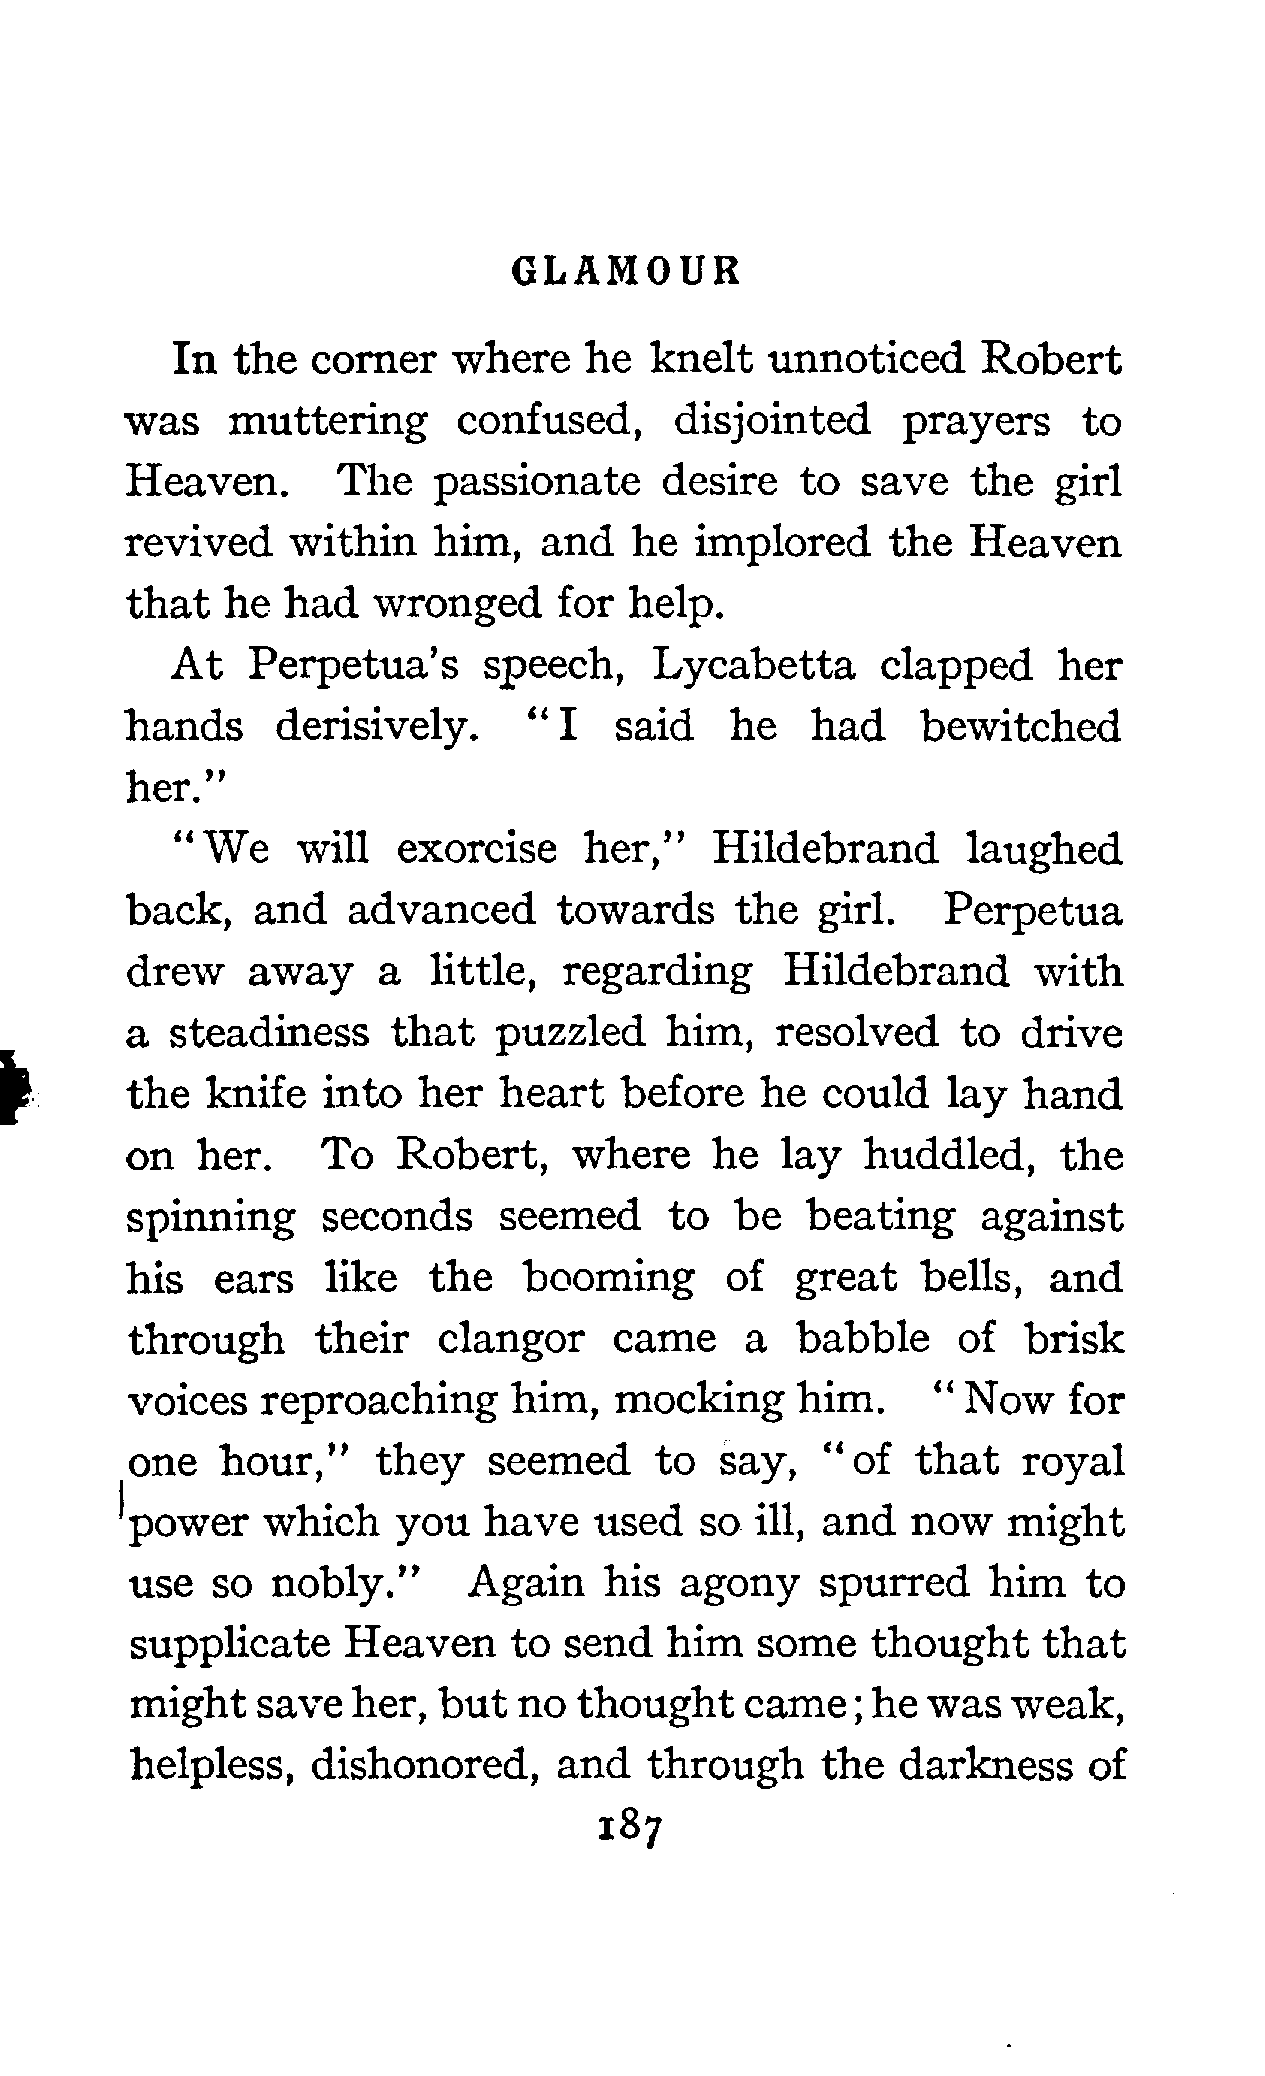 GLAMOUR
In the corner where he knelt unnoticed Robert
was muttering confused, disjointed prayers to
Heaven. The passionate desire to save the girl
revived within him, and he implored the Heaven
that he had wronged for help.
At Perpetua's speech, Lycabetta clapped her
hands derisively. "I said he had bewitched
her."
"We will exorcise her," Hildebrand laughed
back, and advanced towards the girl. Perpetua
drew away a little, regarding Hildebrand with
a steadiness that puzzled him, resolved to drive
the knife into her heart before he could lay hand
on her. To Robert, where he lay huddled, the
spinning seconds seemed to be beating against
his ears like the booming of great bells, and
through their clangor came a babble of brisk
voices reproaching him, mocking him. "Now for
one hour," they seemed to say, "of that royal
power which you have used so ill, and now might
use so nobly." Again his agony spurred him to
supplicate Heaven to send him some thought that
might save her, but no thought came; he was weak,
helpless, dishonored, and through the darkness of
187